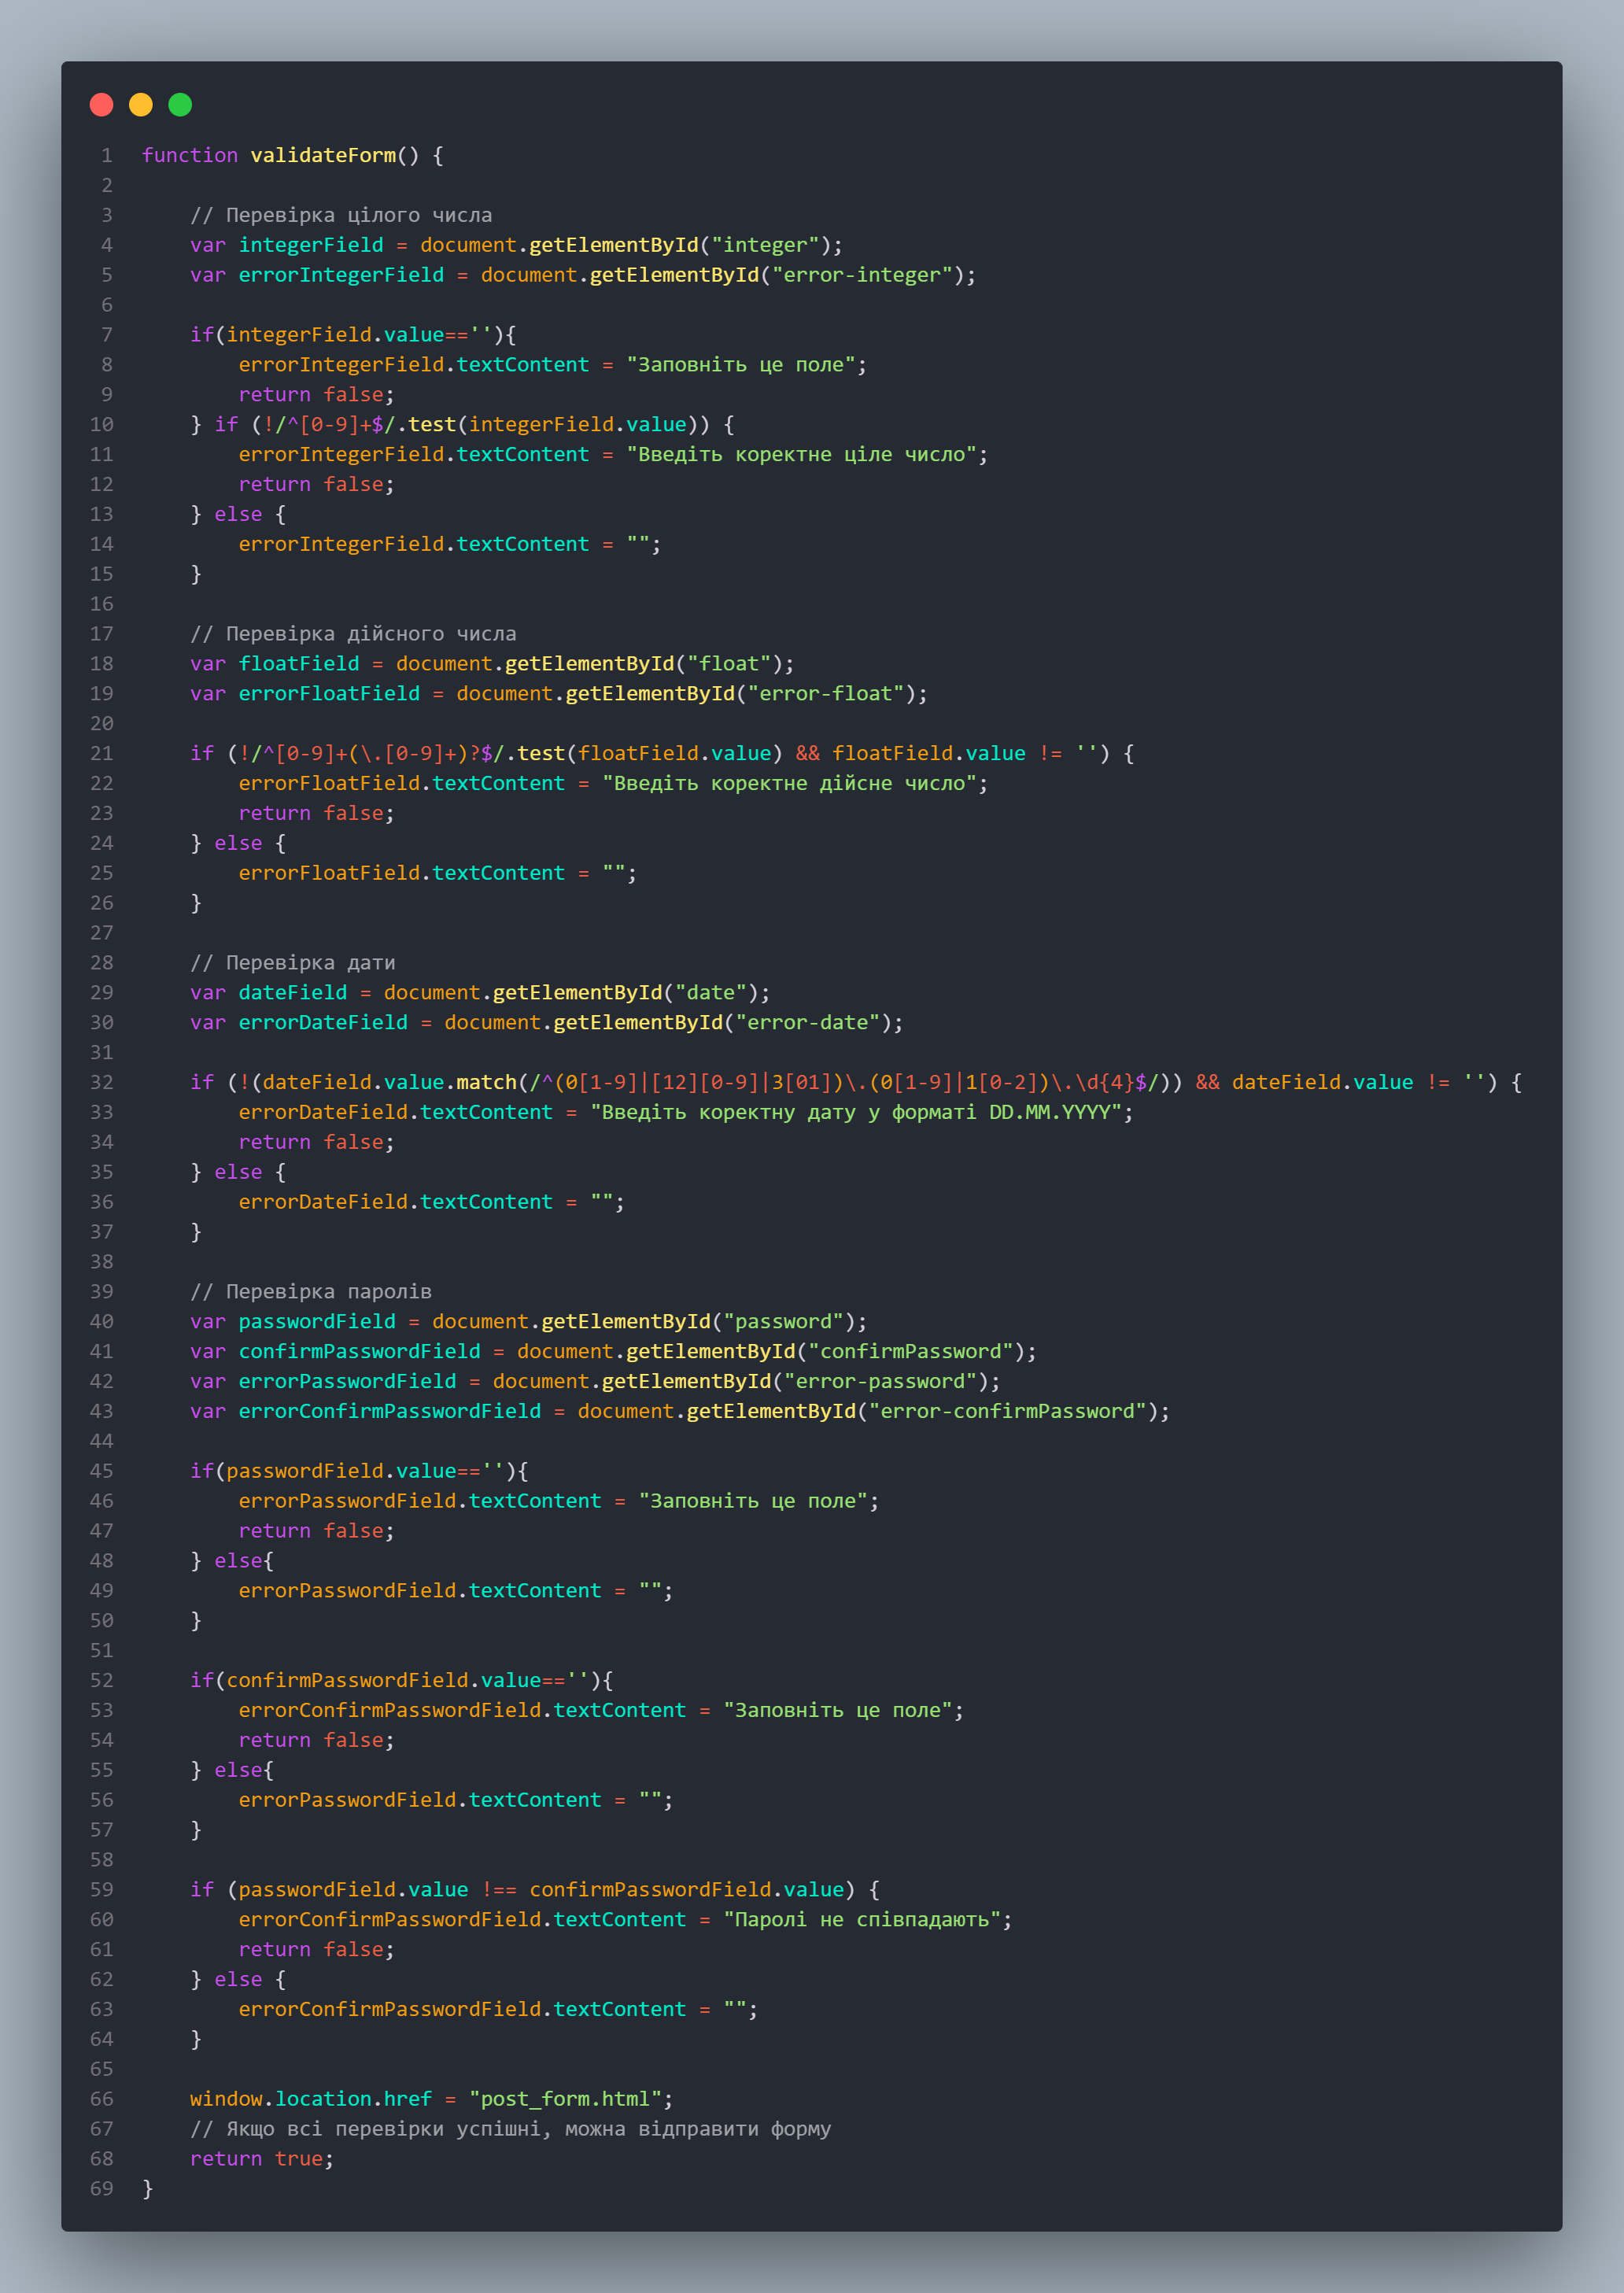 1 function validateForm() {
2
3     // Перевірка цілого числа
4     var integerField = document.getElementById("integer");
5     var errorIntegerField = document.getElementById("error-integer");
6
7     if(integerField.value==''){
8         errorIntegerField.textContent = "Заповніть це поле";
9         return false;
10     } if (!/^[0-9]+$/.test(integerField.value)) {
11         errorIntegerField.textContent = "Введіть коректне ціле число";
12         return false;
13     } else {
14         errorIntegerField.textContent = "";
15     }
16
17     // Перевірка дійсного числа
18     var floatField = document.getElementById("float");
19     var errorFloatField = document.getElementById("error-float");
20
21     if (!/^[0-9]+(\.[0-9]+)?$/.test(floatField.value) && floatField.value != '') {
22         errorFloatField.textContent = "Введіть коректне дійсне число";
23         return false;
24     } else {
25         errorFloatField.textContent = "";
26     }
27
28     // Перевірка дати
29     var dateField = document.getElementById("date");
30     var errorDateField = document.getElementById("error-date");
31
32     if (!(dateField.value.match(/^(0[1-9]|[12][0-9]|3[01])\.(0[1-9]|1[0-2])\.\d{4}$/)) && dateField.value != '') {
33         errorDateField.textContent = "Введіть коректну дату у форматі DD.MM.YYYY";
34         return false;
35     } else {
36         errorDateField.textContent = "";
37     }
38
39     // Перевірка паролів
40     var passwordField = document.getElementById("password");
41     var confirmPasswordField = document.getElementById("confirmPassword");
42     var errorPasswordField = document.getElementById("error-password");
43     var errorConfirmPasswordField = document.getElementById("error-confirmPassword");
44
45     if(passwordField.value==''){
46         errorPasswordField.textContent = "Заповніть це поле";
47         return false;
48     } else{
49         errorPasswordField.textContent = "";
50     }
51
52     if(confirmPasswordField.value==''){
53         errorConfirmPasswordField.textContent = "Заповніть це поле";
54         return false;
55     } else{
56         errorPasswordField.textContent = "";
57     }
58
59     if (passwordField.value !== confirmPasswordField.value) {
60         errorConfirmPasswordField.textContent = "Паролі не співпадають";
61         return false;
62     } else {
63         errorConfirmPasswordField.textContent = "";
64     }
65
66     window.location.href = "post_form.html";
67     // Якщо всі перевірки успішні, можна відправити форму
68     return true;
69 }